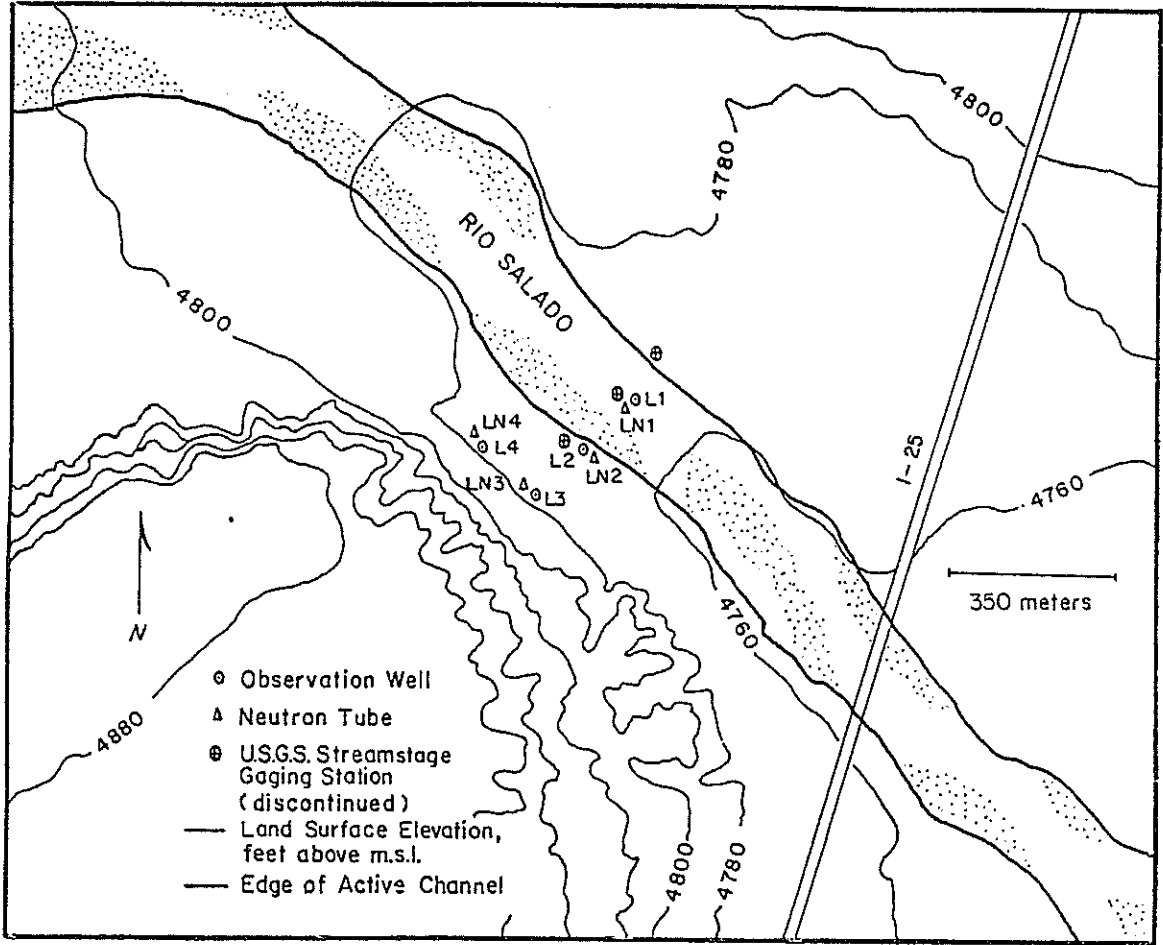 4800
4780
RIO SALADO
4800
L1
LN1
LN4
L4
L2
LN2
LN3
L3
I-25
4760
350 meters
4760
N
4880
4800
4780
Observation Well
Neutron Tube
U.S.G.S. Streamstage
Gaging Station
(discontinued)
Land Surface Elevation,
feet above m.s.l.
Edge of Active Channel